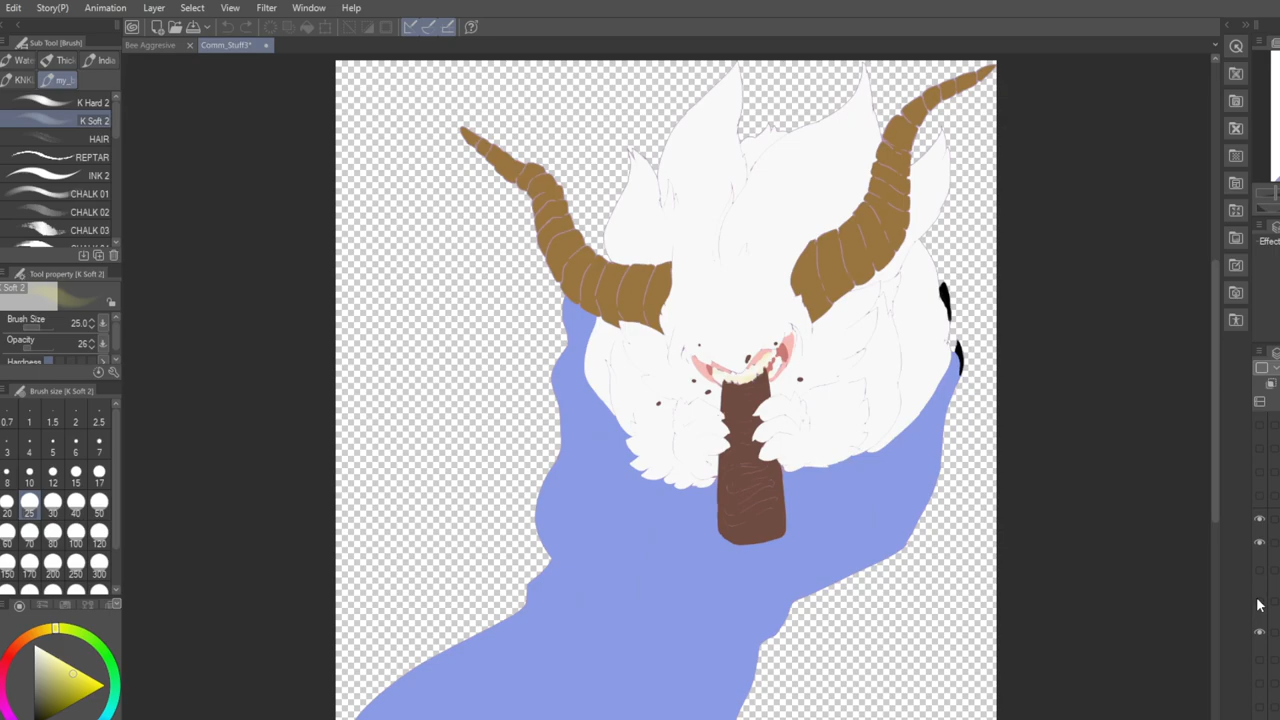 Edit Story(P) Animation Layer Select View Filter Window Help
Bee Aggresive Comm_Stuff3*
Sub Tool [Brush]
Wate Thick India
KNK my_
K Hard 2
K Soft 2
HAIR
REPTAR
INK 2
CHALK 01
CHALK 02
CHALK 03
Tool property [K Soft 2]
K Soft 2
Brush Size 25.0
Opacity 26
Hardness
Brush size [K Soft 2]
0.7 1 1.5 2 2.5
3 4 5 6 7
8 10 12 15 17
20 25 30 40 50
60 70 80 100 120
150 170 200 250 300
Effect